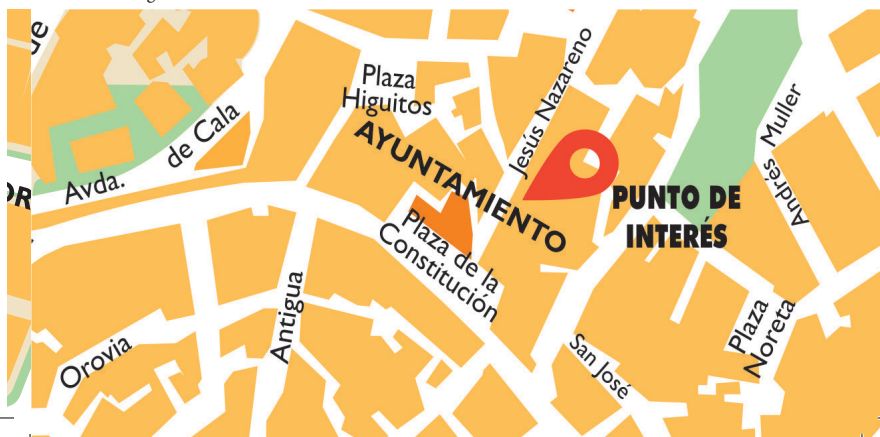 de
Plaza
Higuitos
Jesús Nazareno
Andrés Muller
de Cala
Avda.
AYUNTAMIENTO
PUNTO DE
INTERÉS
Plaza de la
Constitución
Antigua
Orovia
San José
Plaza
Noreta